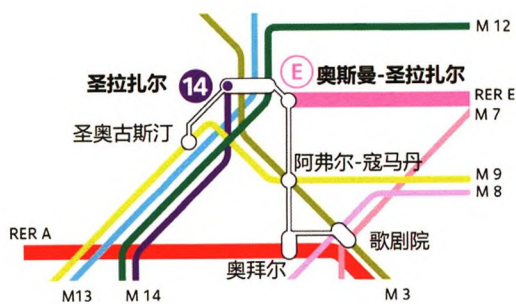 M 12
圣拉扎尔 14 E 奥斯曼-圣拉扎尔
RER E
M 7
圣奥古斯汀
阿弗尔-寇马丹
M 9
M 8
RER A
歌剧院
奥拜尔
M13 M 14 M 3